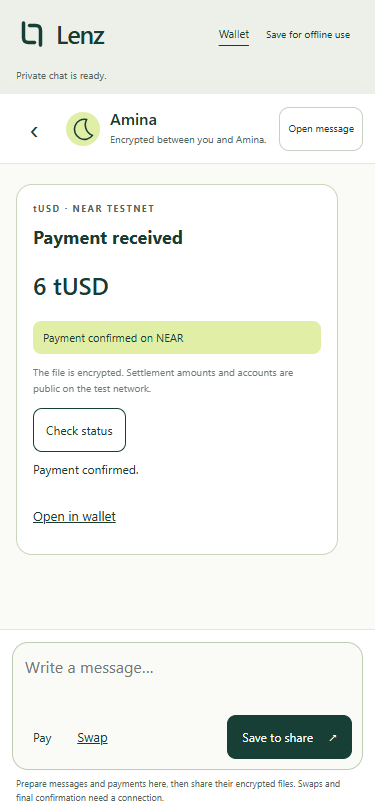 Lenz
Wallet
Save for offline use
Private chat is ready.
Amina
Encrypted between you and Amina.
Open message
tUSD · NEAR TESTNET
Payment received
6 tUSD
Payment confirmed on NEAR
The file is encrypted. Settlement amounts and accounts are
public on the test network.
Check status
Payment confirmed.
Open in wallet
Write a message...
Pay
Swap
Save to share ↗
Prepare messages and payments here, then share their encrypted files. Swaps and
final confirmation need a connection.